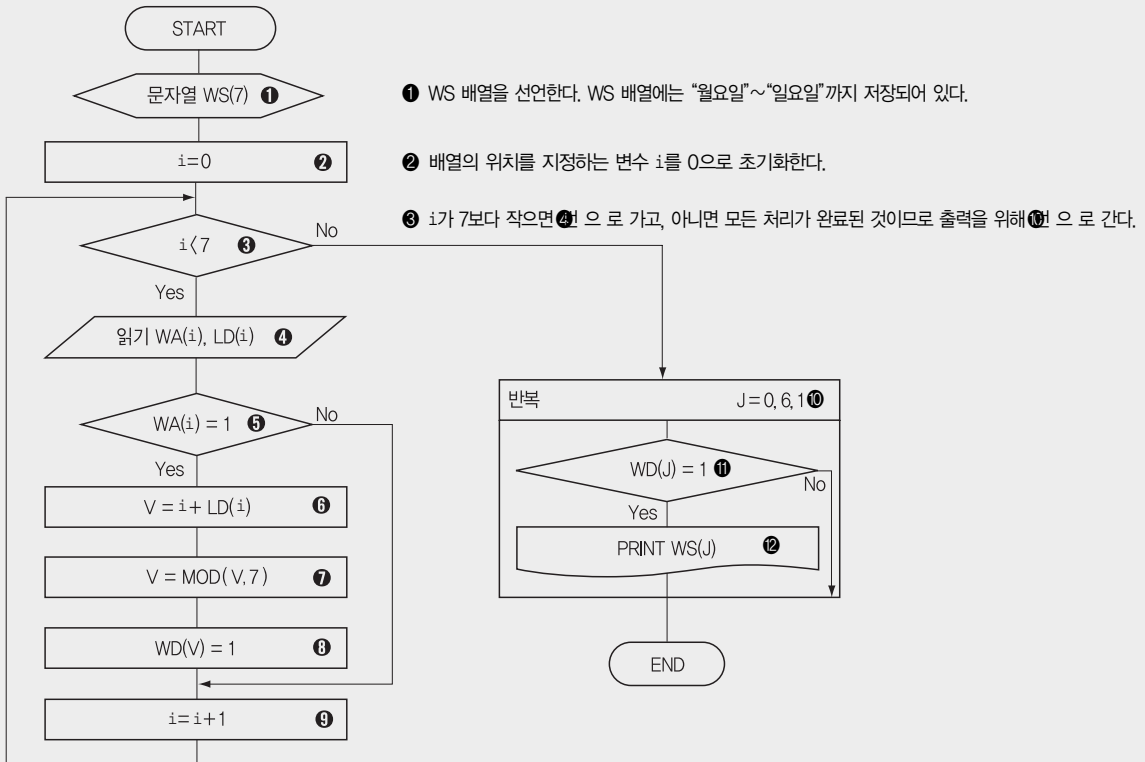 START
문자열 WS(7) ❶
❶ WS 배열을 선언한다. WS 배열에는 “월요일”~“일요일”까지 저장되어 있다.
i=0 ❷
❷ 배열의 위치를 지정하는 변수 i를 0으로 초기화한다.
❸ i가 7보다 작으면 ❹번 으 로 가고, 아니면 모든 처리가 완료된 것이므로 출력을 위해 ❿번 으 로 간다.
i<7 ❸
No
Yes
읽기 WA(i), LD(i) ❹
WA(i) = 1 ❺
No
Yes
V = i + LD(i) ❻
V = MOD(V,7) ❼
WD(V) = 1 ❽
i=i+1 ❾
반복 J=0, 6, 1 ❿
WD(J) = 1 ⓫
No
Yes
PRINT WS(J) ⓬
END